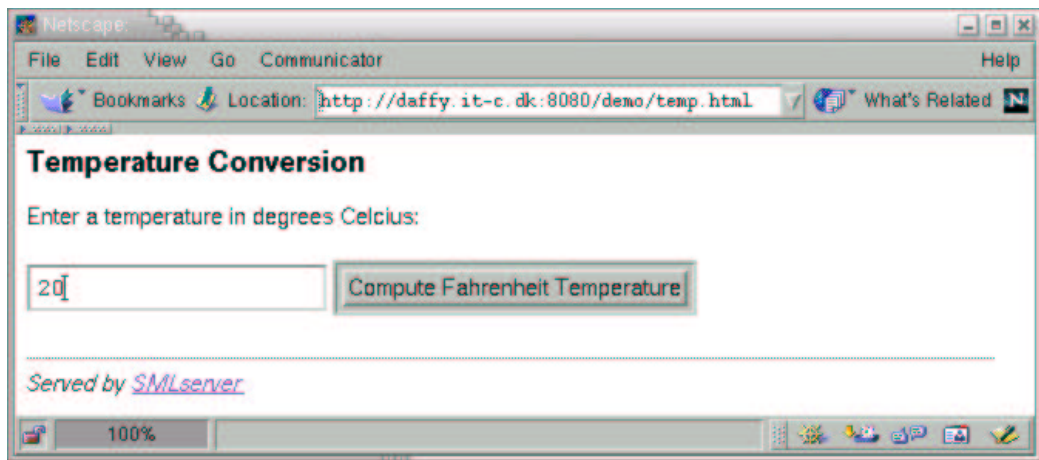 Netscape:
File Edit View Go Communicator Help
Bookmarks Location: http://daffy.it-c.dk:8080/demo/temp.html What's Related N
Temperature Conversion
Enter a temperature in degrees Celcius:
20 Compute Fahrenheit Temperature
Served by SMLserver
100%